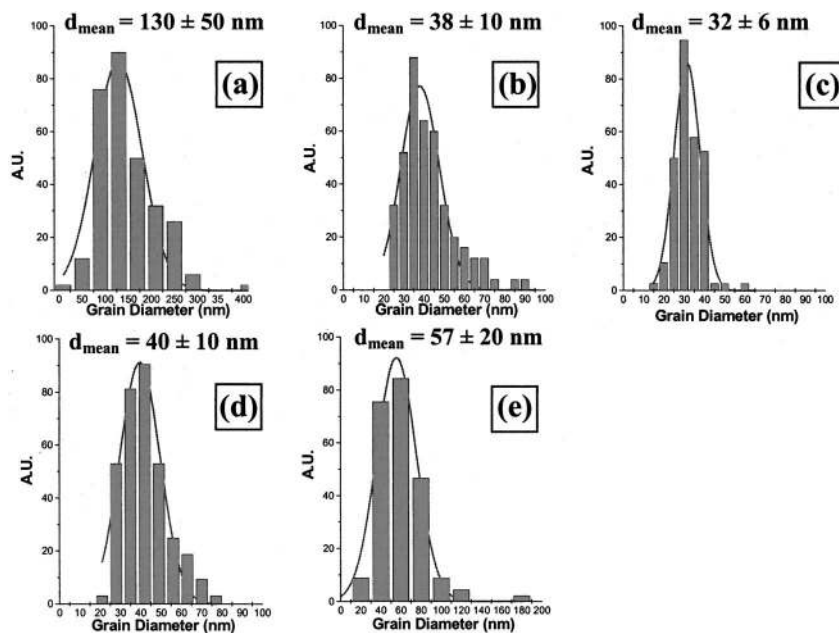 d_mean = 130 ± 50 nm
(a)
100
80
60
40
20
0
A.U.
0 50 100 150 200 250 300 35 400
Grain Diameter (nm)
d_mean = 38 ± 10 nm
(b)
100
80
60
40
20
0
A.U.
0 10 20 30 40 50 60 70 80 90 100
Grain Diameter (nm)
d_mean = 32 ± 6 nm
(c)
100
80
60
40
20
0
A.U.
0 10 20 30 40 50 60 70 80 90 100
Grain Diameter (nm)
d_mean = 40 ± 10 nm
(d)
100
80
60
40
20
0
A.U.
0 10 20 30 40 50 60 70 80 90 100
Grain Diameter (nm)
d_mean = 57 ± 20 nm
(e)
100
80
60
40
20
0
A.U.
0 20 40 60 80 100 120 140 160 180 200
Grain Diameter (nm)